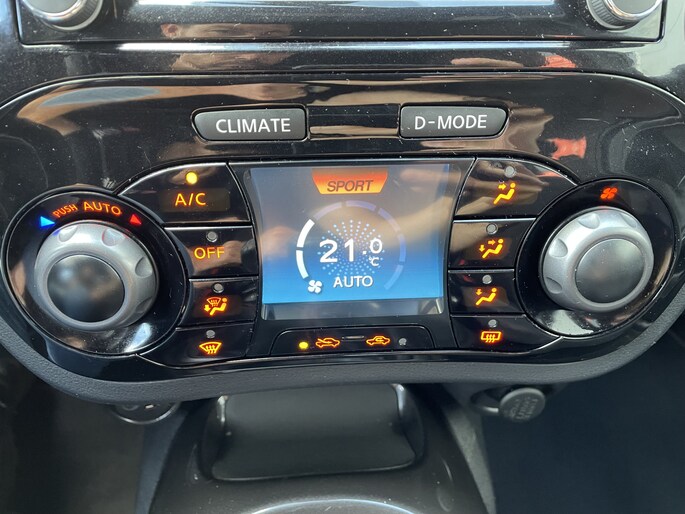 CLIMATE
D-MODE
SPORT
A/C
PUSH AUTO
OFF
21.0
°C
AUTO